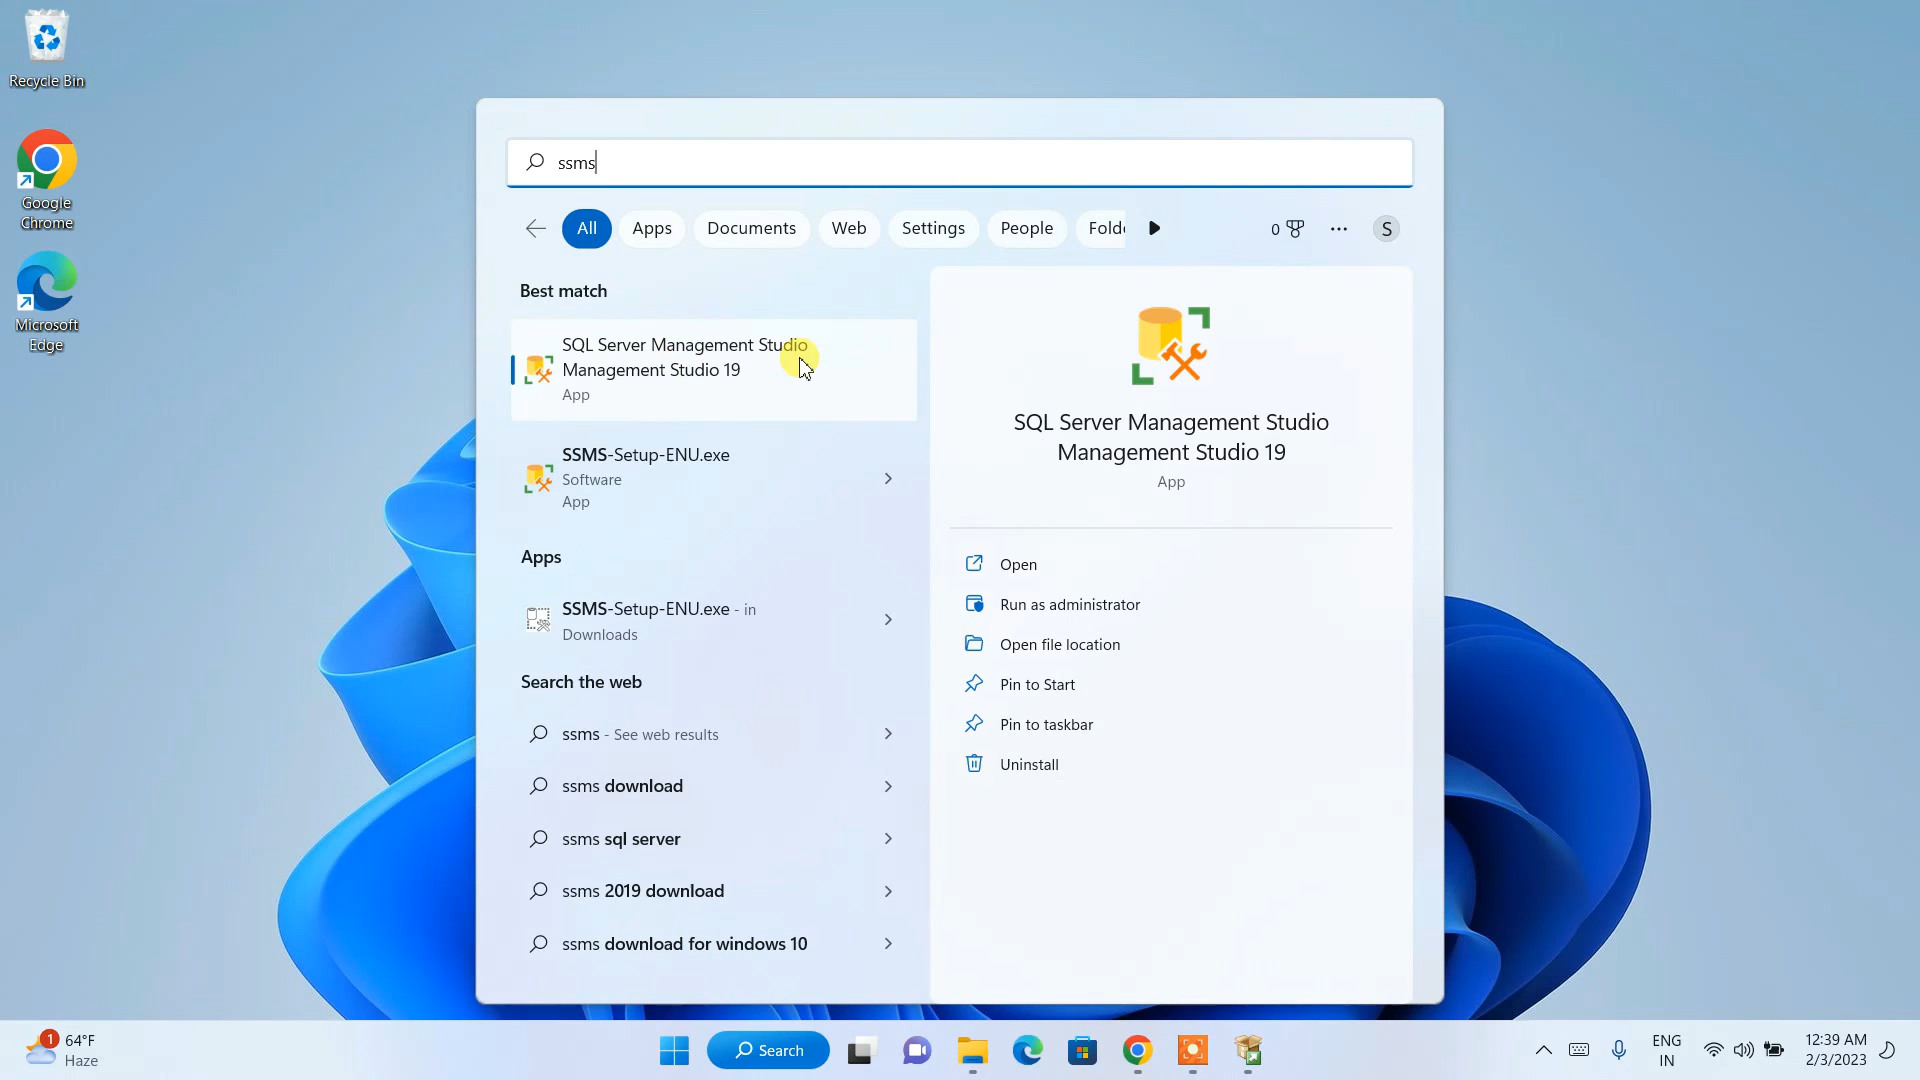 Recycle Bin
Google
Chrome
Microsoft
Edge
ssms
All
Apps
Documents
Web
Settings
People
Folde
0
S
Best match
SQL Server Management Studio
Management Studio 19
App
SSMS-Setup-ENU.exe
Software
App
Apps
SSMS-Setup-ENU.exe - in
Downloads
Search the web
ssms - See web results
ssms download
ssms sql server
ssms 2019 download
ssms download for windows 10
SQL Server Management Studio
Management Studio 19
App
Open
Run as administrator
Open file location
Pin to Start
Pin to taskbar
Uninstall
1
64°F
Haze
Search
ENG
IN
12:39 AM
2/3/2023